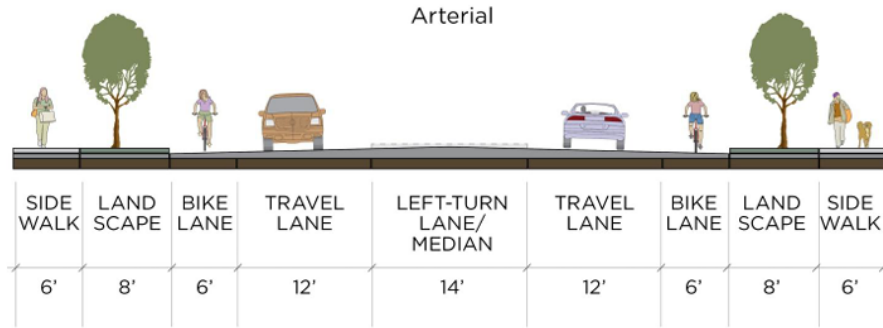 Arterial
SIDE LAND BIKE TRAVEL LEFT-TURN TRAVEL BIKE LAND SIDE
WALK SCAPE LANE LANE LANE/ LANE LANE SCAPE WALK
MEDIAN
6’ 8’ 6’ 12’ 14’ 12’ 6’ 8’ 6’